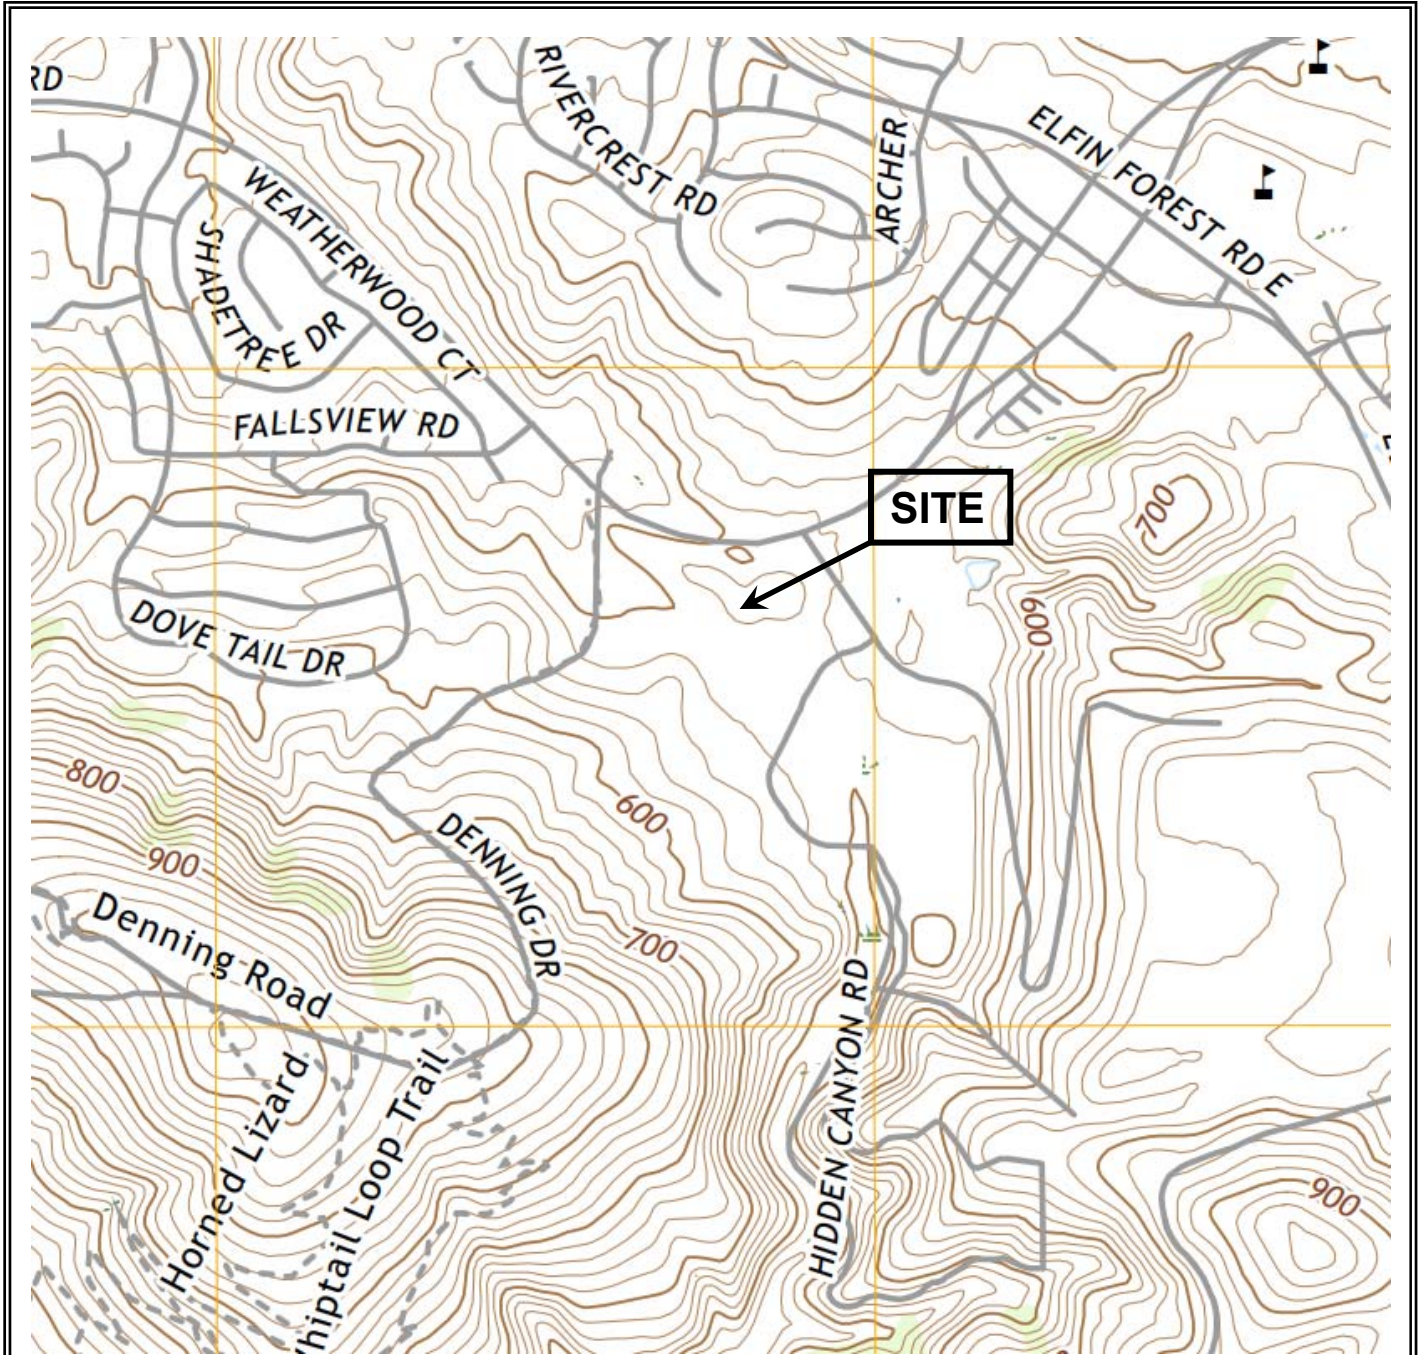 RD
RIVERCREST RD
ARCHER
ELFIN FOREST RD E
WEATHERWOOD CT
SHADETREE DR
FALLSVIEW RD
SITE
700
600
DOVE TAIL DR
800
600
900
DENNING DR
Denning Road
700
HIDDEN CANYON RD
Horned Lizard
hiptail Loop Trail
900